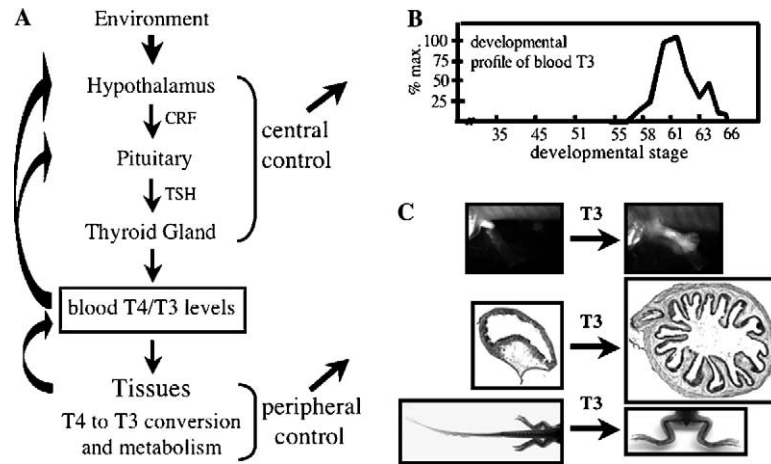 A
Environment
Hypothalamus
CRF
Pituitary
TSH
Thyroid Gland
central
control
blood T4/T3 levels
Tissues
T4 to T3 conversion
and metabolism
peripheral
control
B
% max.
100
75
50
25
developmental
profile of blood T3
35 45 51 55 58 61 63 66
developmental stage
C
T3
T3
T3